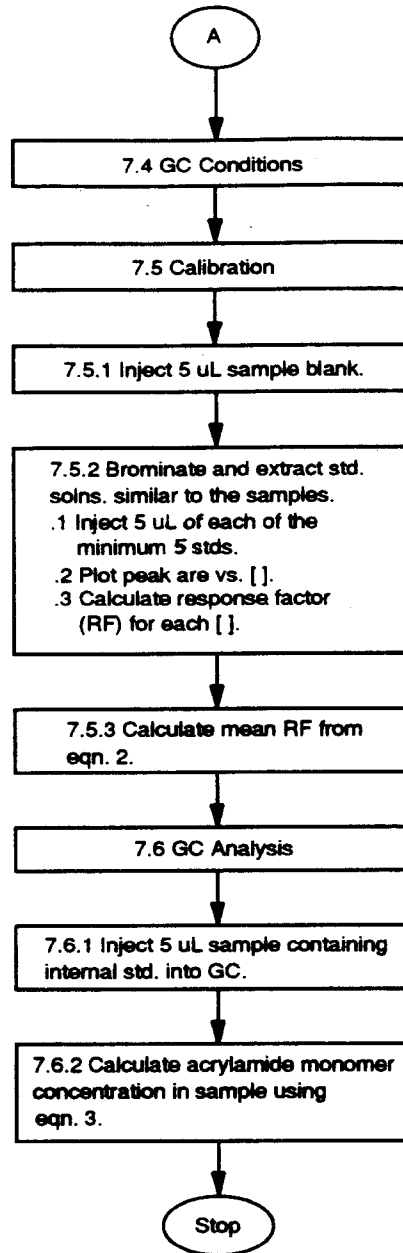 A
7.4 GC Conditions
7.5 Calibration
7.5.1 Inject 5 uL sample blank.
7.5.2 Brominate and extract std.
solns. similar to the samples.
.1 Inject 5 uL of each of the
minimum 5 stds.
.2 Plot peak are vs. [ ].
.3 Calculate response factor
(RF) for each [ ].
7.5.3 Calculate mean RF from
eqn. 2.
7.6 GC Analysis
7.6.1 Inject 5 uL sample containing
internal std. into GC.
7.6.2 Calculate acrylamide monomer
concentration in sample using
eqn. 3.
Stop